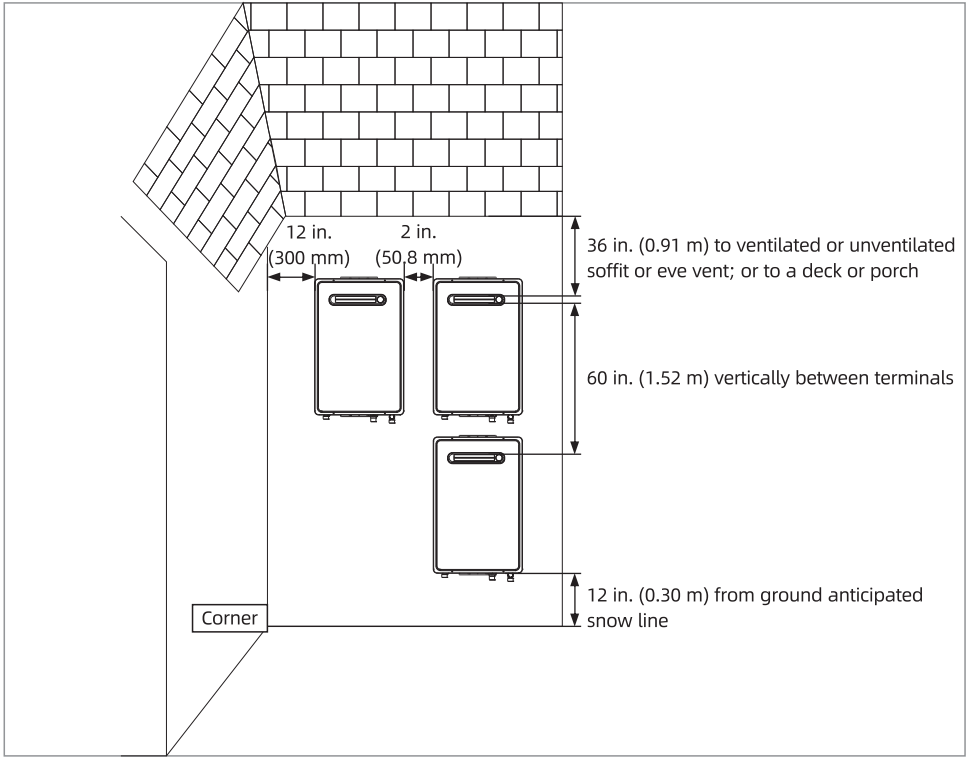 12 in.
(300 mm)
2 in.
(50.8 mm)
36 in. (0.91 m) to ventilated or unventilated
soffit or eve vent; or to a deck or porch
60 in. (1.52 m) vertically between terminals
12 in. (0.30 m) from ground anticipated
snow line
Corner